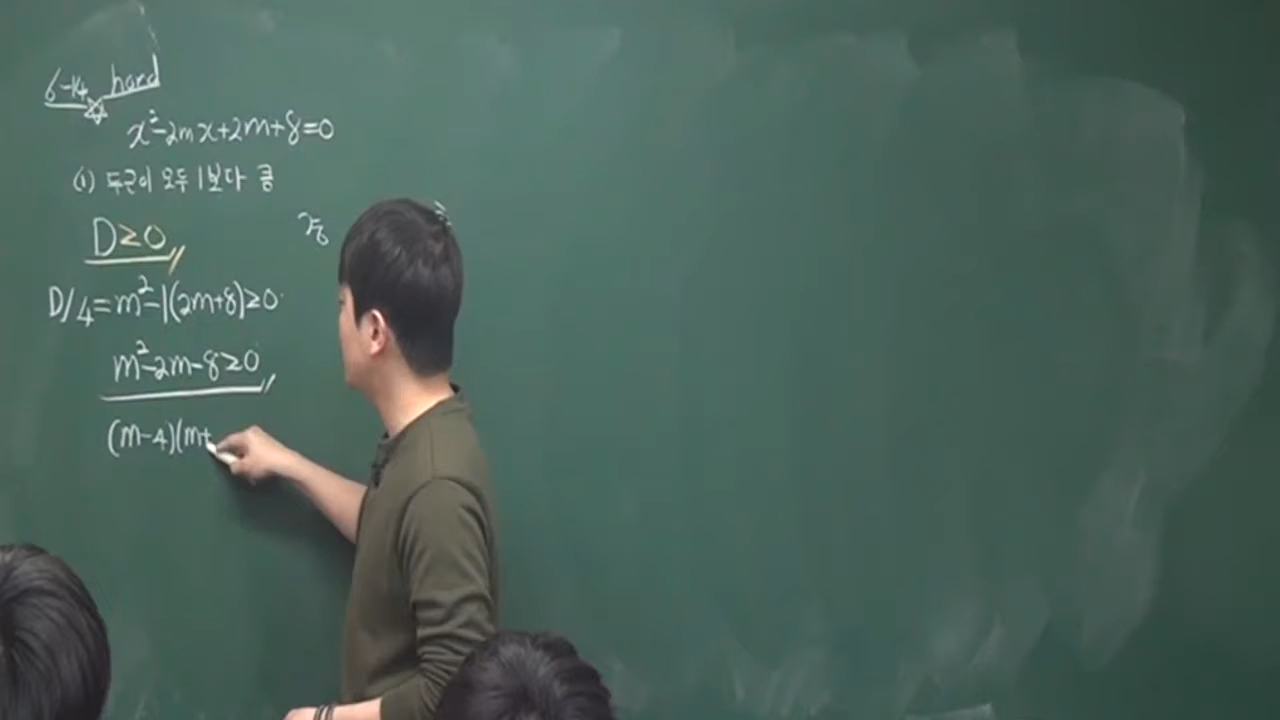 6-14 hard
x²-2mx+2m+8=0
(1) 두근이 모두 1보다 큼
D≥0
D/4=m²-1(2m+8)≥0
m²-2m-8≥0
(m-4)(m+